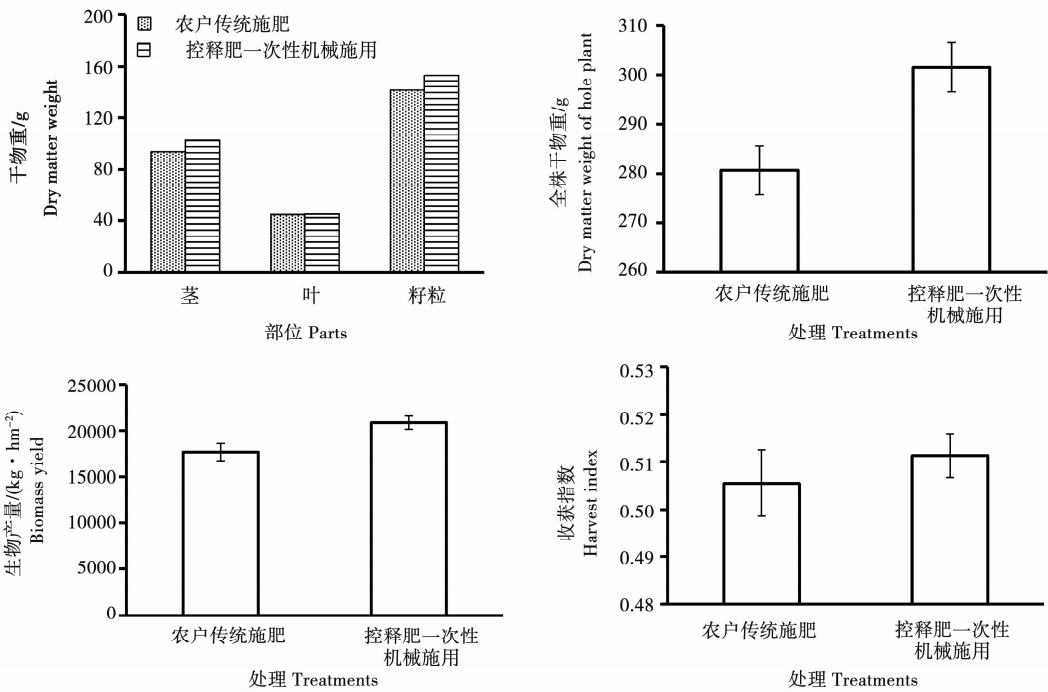 200
160
120
80
40
0
干物重/g
Dry matter weight
农户传统施肥
控释肥一次性机械施用
茎 叶 籽粒
部位 Parts
310
300
290
280
270
260
全株干物重/g
Dry matter weight of hole plant
农户传统施肥 控释肥一次性
机械施用
处理 Treatments
25000
20000
15000
10000
5000
0
生物产量/(kg·hm⁻²)
Biomass yield
农户传统施肥 控释肥一次性
机械施用
处理 Treatments
0.53
0.52
0.51
0.50
0.49
0.48
收获指数
Harvest index
农户传统施肥 控释肥一次性
机械施用
处理 Treatments